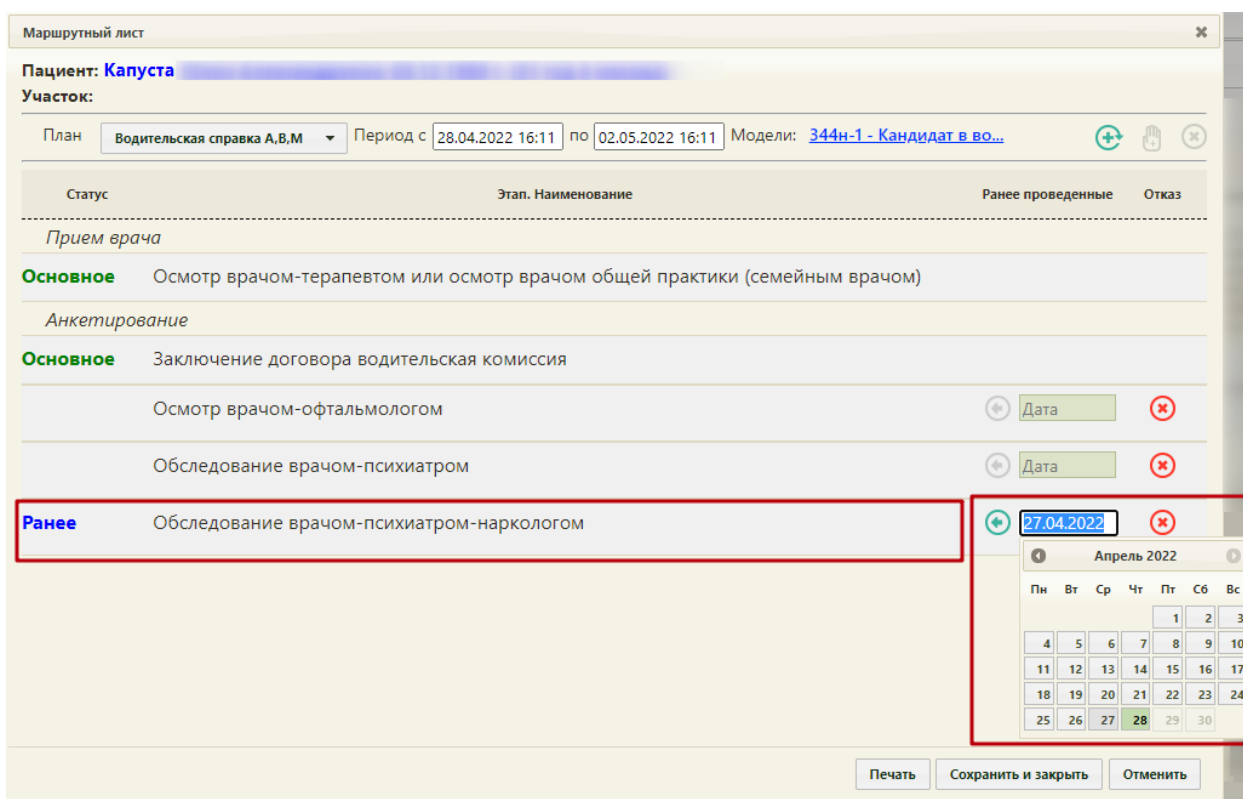 Маршрутный лист
Пациент: Капуста
Участок:
План Водительская справка А,В,М Период с 28.04.2022 16:11 по 02.05.2022 16:11 Модели: 344н-1 - Кандидат в во...
Статус Этап. Наименование Ранее проведенные Отказ
Прием врача
Основное Осмотр врачом-терапевтом или осмотр врачом общей практики (семейным врачом)
Анкетирование
Основное Заключение договора водительская комиссия
Осмотр врачом-офтальмологом Дата
Обследование врачом-психиатром Дата
Ранее Обследование врачом-психиатром-наркологом 27.04.2022
Апрель 2022
Пн Вт Ср Чт Пт Сб Вс
1 2 3
4 5 6 7 8 9 10
11 12 13 14 15 16 17
18 19 20 21 22 23 24
25 26 27 28 29 30
Печать Сохранить и закрыть Отменить